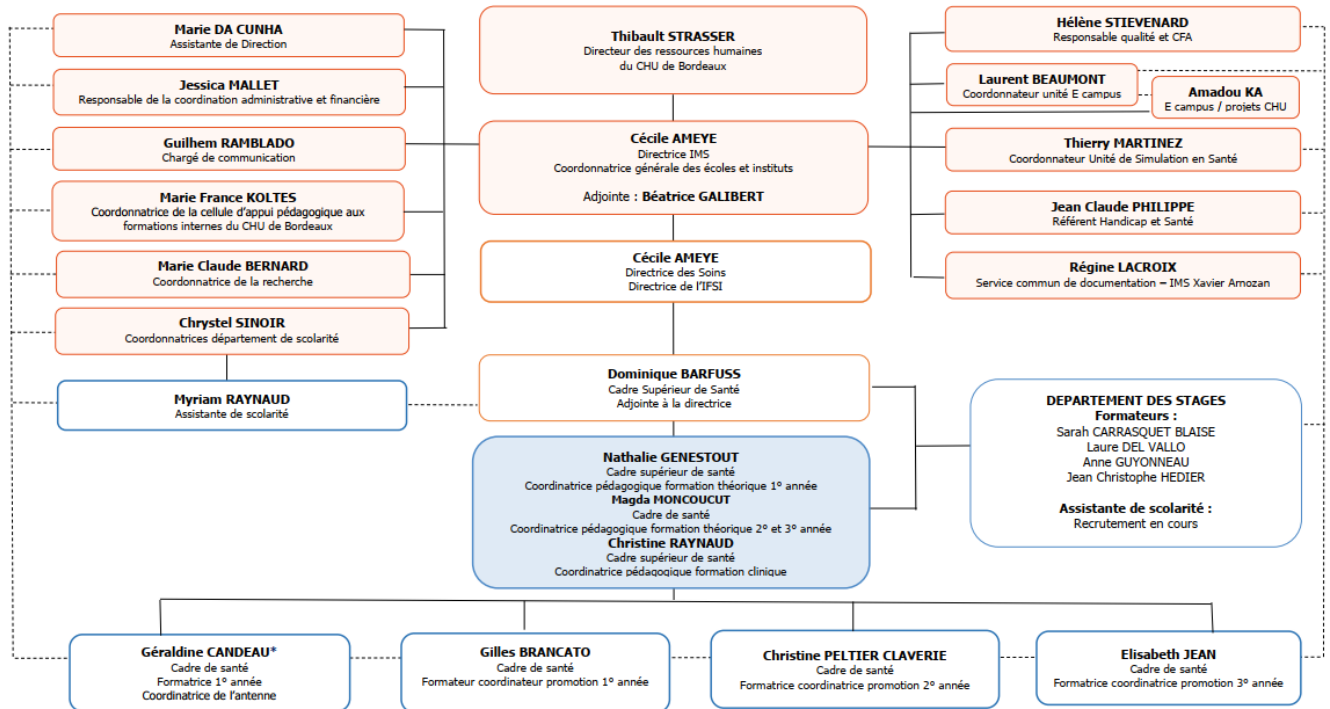 Marie DA CUNHA
Assistante de Direction
Jessica MALLET
Responsable de la coordination administrative et financière
Guilhem RAMBLADO
Chargé de communication
Marie France KOLTES
Coordonnatrice de la cellule d'appui pédagogique aux
formations internes du CHU de Bordeaux
Marie Claude BERNARD
Coordonnatrice de la recherche
Chrystel SINOIR
Coordonnatrices départment de scolarité
Myriam RAYNAUD
Assistante de scolarité
Thibault STRASSER
Directeur des ressources humaines
du CHU de Bordeaux
Cécile AMEYE
Directrice IMS
Coordonnatrice générale des écoles et instituts
Adjointe : Béatrice GALIBERT
Cécile AMEYE
Directrice des Soins
Directrice de l'IFSI
Dominique BARFUSS
Cadre Supérieur de Santé
Adjointe à la directrice
Nathalie GENESTOUT
Cadre supérieur de santé
Coordinatrice pédagogique formation théorique 1° année
Magda MONCOUCUT
Cadre de santé
Coordinatrice pédagogique formation théorique 2° et 3° année
Christine RAYNAUD
Cadre supérieur de santé
Coordinatrice pédagogique formation clinique
Hélène STIEVENARD
Responsable qualité et CFA
Laurent BEAUMONT
Coordonnateur unité E campus
Amadou KA
E campus / projets CHU
Thierry MARTINEZ
Coordonnateur Unité de Simulation en Santé
Jean Claude PHILIPPE
Référent Handicap et Santé
Régine LACROIX
Service commun de documentation – IMS Xavier Arnozan
DEPARTEMENT DES STAGES
Formateurs :
Sarah CARRASQUET BLAISE
Laure DEL VALLO
Anne GUYONNEAU
Jean Christophe HEDIER
Assistante de scolarité :
Recrutement en cours
Géraldine CANDEAU*
Cadre de santé
Formatrice 1° année
Coordinatrice de l'antenne
Gilles BRANCATO
Cadre de santé
Formateur coordinateur promotion 1° année
Christine PELTIER CLAVERIE
Cadre de santé
Formatrice coordinatrice promotion 2° année
Elisabeth JEAN
Cadre de santé
Formatrice coordinatrice promotion 3° année